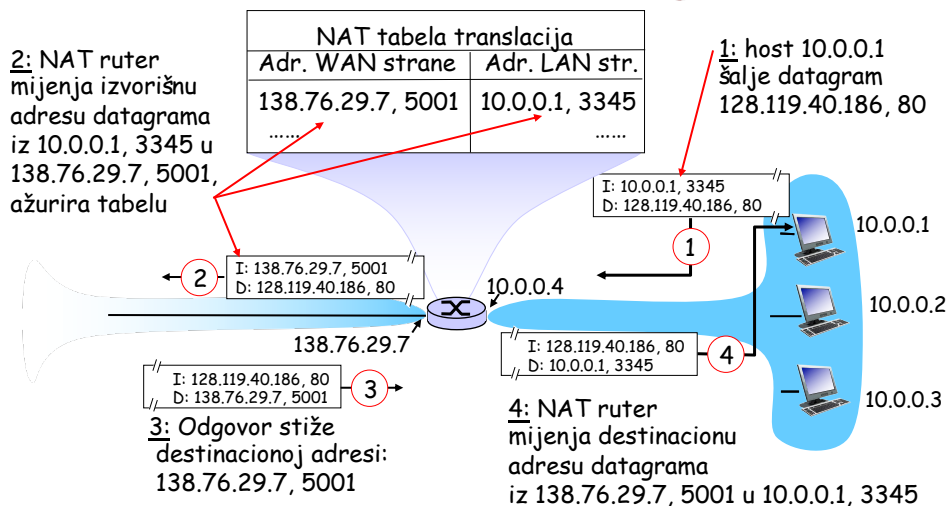 2: NAT ruter
mijenja izvorišnu
adresu datagrama
iz 10.0.0.1, 3345 u
138.76.29.7, 5001,
ažurira tabelu
NAT tabela translacija
Adr. WAN strane Adr. LAN str.
138.76.29.7, 5001 10.0.0.1, 3345
...... ......
1: host 10.0.0.1
šalje datagram
128.119.40.186, 80
I: 10.0.0.1, 3345
D: 128.119.40.186, 80
1
10.0.0.1
I: 138.76.29.7, 5001
D: 128.119.40.186, 80
2
10.0.0.4
10.0.0.2
138.76.29.7
I: 128.119.40.186, 80
D: 10.0.0.1, 3345
4
I: 128.119.40.186, 80
D: 138.76.29.7, 5001
3
10.0.0.3
3: Odgovor stiže
destinacionoj adresi:
138.76.29.7, 5001
4: NAT ruter
mijenja destinacionu
adresu datagrama
iz 138.76.29.7, 5001 u 10.0.0.1, 3345